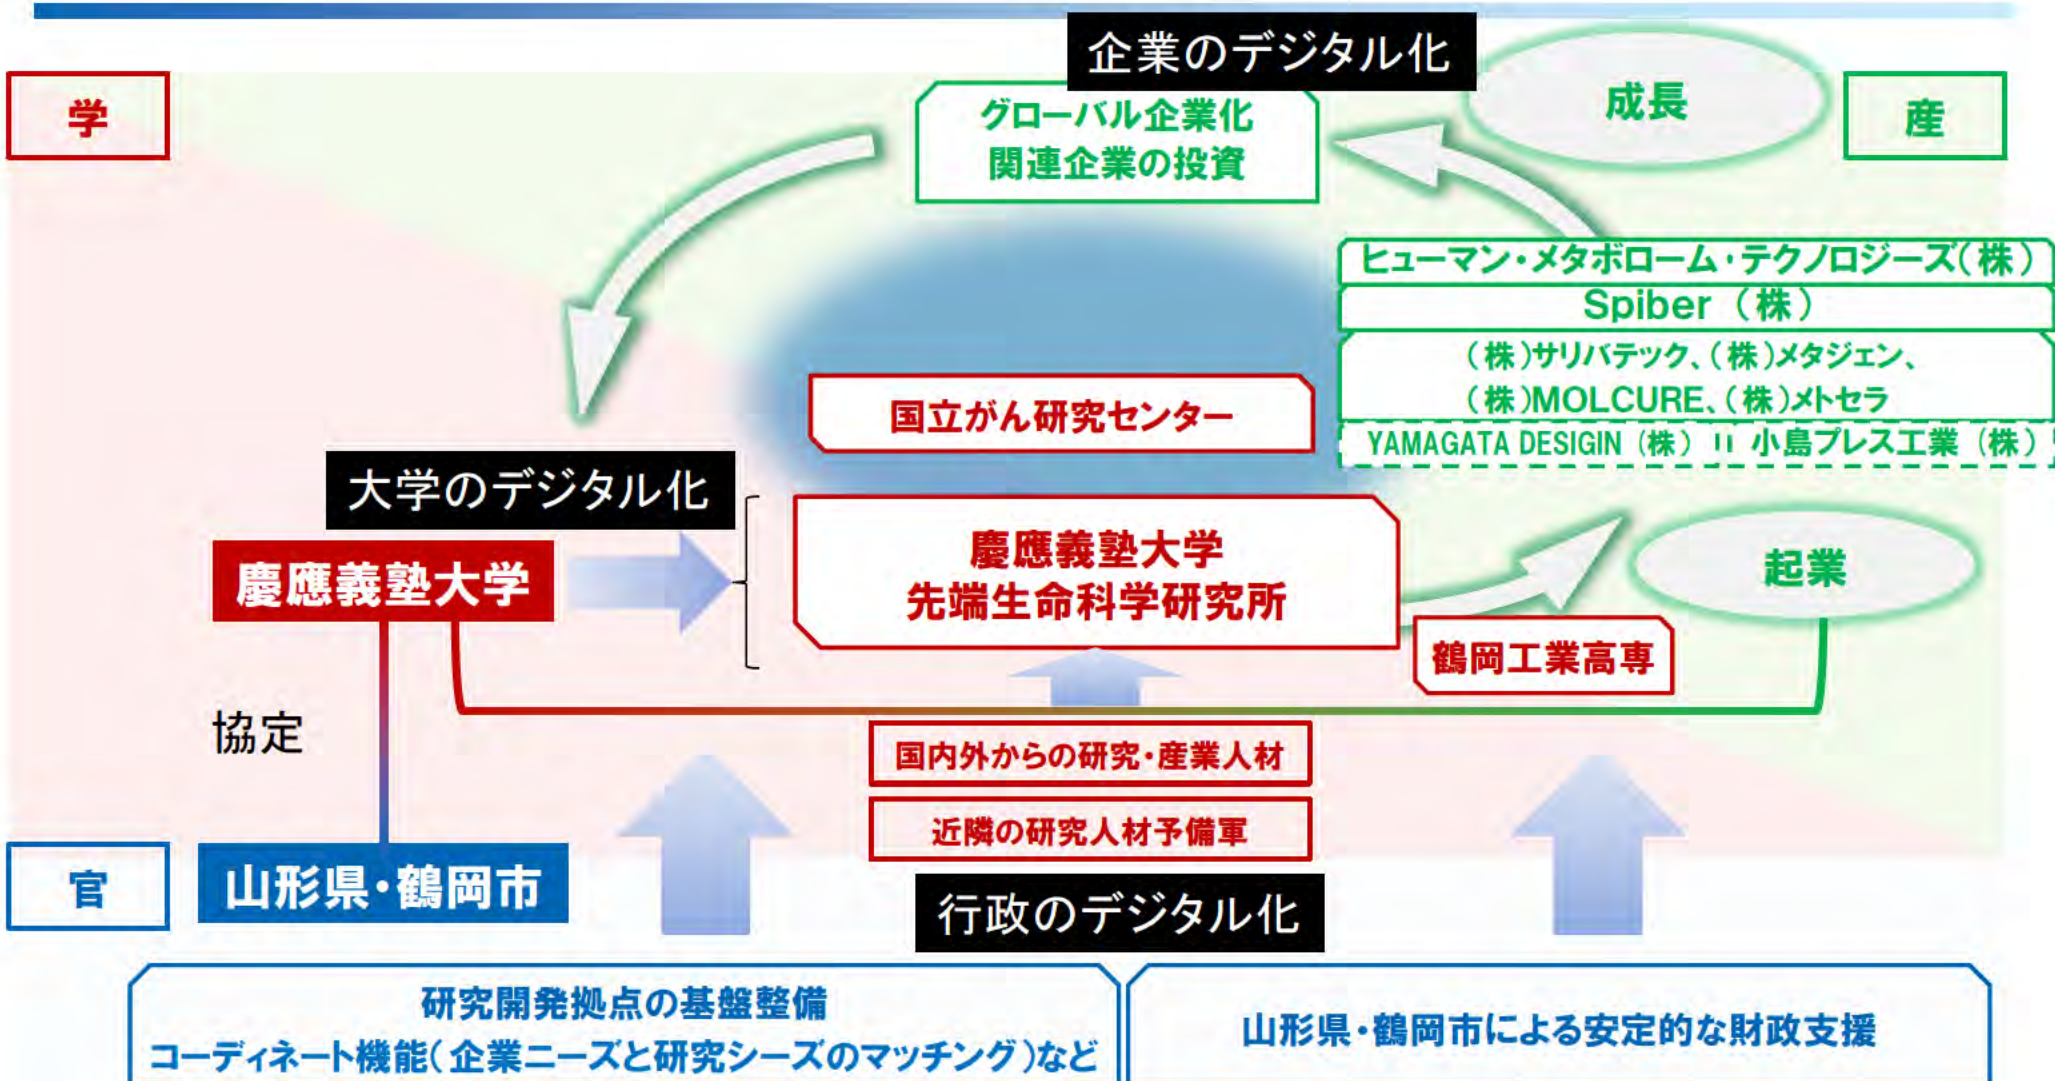 企業のデジタル化
学
グローバル企業化
関連企業の投資
成長
産
ヒューマン・メタボローム・テクノロジーズ(株)
Spiber (株)
(株)サリバテック、(株)メタジェン、
(株)MOLCURE、(株)メトセラ
YAMAGATA DESIGIN (株)
小島プレス工業 (株)
国立がん研究センター
大学のデジタル化
慶應義塾大学
慶應義塾大学
先端生命科学研究所
起業
鶴岡工業高専
協定
国内外からの研究・産業人材
近隣の研究人材予備軍
官
山形県・鶴岡市
行政のデジタル化
研究開発拠点の基盤整備
コーディネート機能(企業ニーズと研究シーズのマッチング)など
山形県・鶴岡市による安定的な財政支援